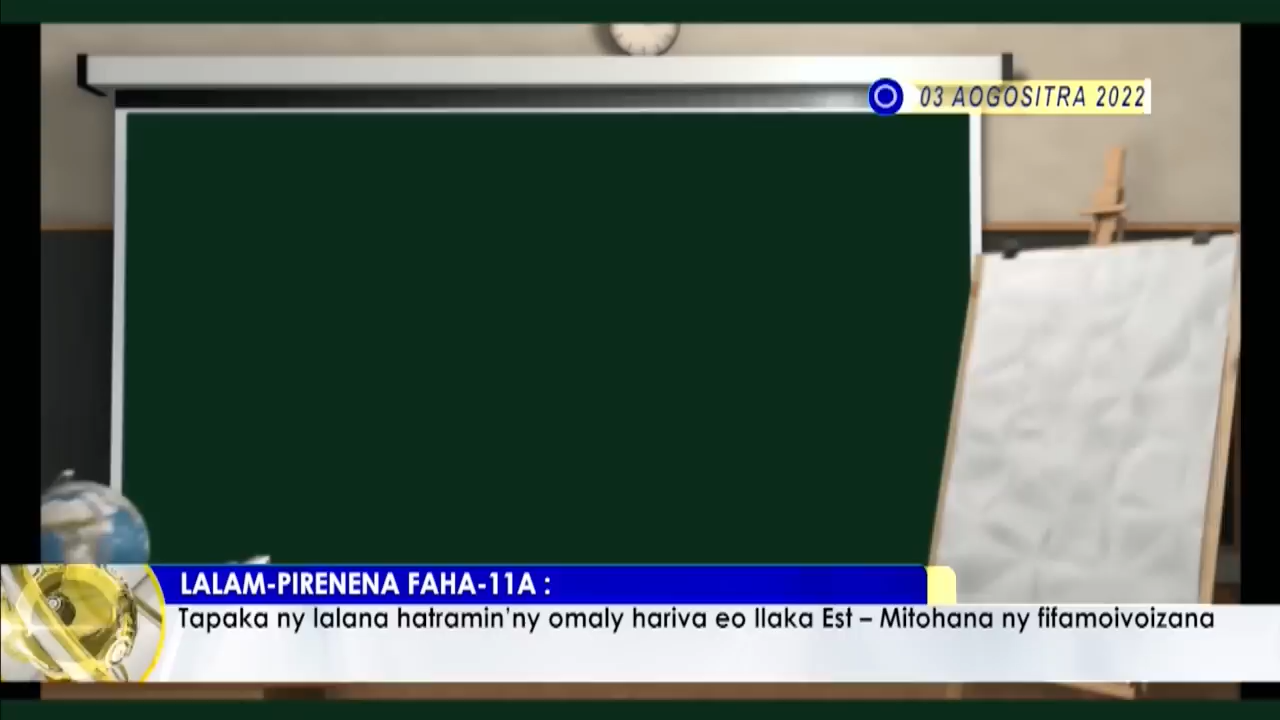 03 AOGOSITRA 2022
LALAM-PIRENENA FAHA-11A :
Tapaka ny lalana hatramin'ny omaly hariva eo Ilaka Est – Mitohana ny fifamoivoizana